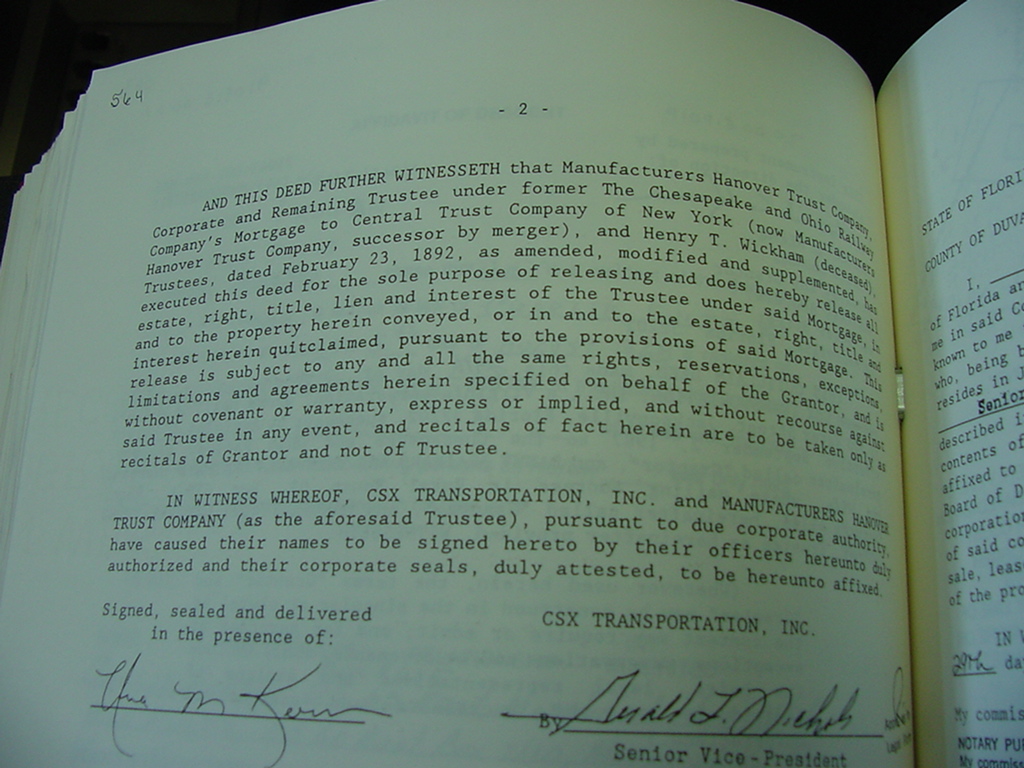 564
- 2 -
AND THIS DEED FURTHER WITNESSETH that Manufacturers Hanover Trust Company,
Corporate and Remaining Trustee under former The Chesapeake and Ohio Railway
Company's Mortgage to Central Trust Company of New York (now Manufacturers
Hanover Trust Company, successor by merger), and Henry T. Wickham (deceased),
Trustees, dated February 23, 1892, as amended, modified and supplemented, has
executed this deed for the sole purpose of releasing and does hereby release all
estate, right, title, lien and interest of the Trustee under said Mortgage, in
and to the property herein conveyed, or in and to the estate, right, title and
interest herein quitclaimed, pursuant to the provisions of said Mortgage. This
release is subject to any and all the same rights, reservations, exceptions,
limitations and agreements herein specified on behalf of the Grantor, and is
without covenant or warranty, express or implied, and without recourse against
said Trustee in any event, and recitals of fact herein are to be taken only as
recitals of Grantor and not of Trustee.
IN WITNESS WHEREOF, CSX TRANSPORTATION, INC. and MANUFACTURERS HANOVER
TRUST COMPANY (as the aforesaid Trustee), pursuant to due corporate authority,
have caused their names to be signed hereto by their officers hereunto duly
authorized and their corporate seals, duly attested, to be hereunto affixed.
Signed, sealed and delivered
in the presence of:
CSX TRANSPORTATION, INC.
By Gerald L. Nichols
Senior Vice-President
STATE OF FLORI
COUNTY OF DUVA
I,
of Florida an
me in said Co
known to me
who, being b
resides in J
Senior
described i
contents of
affixed to
Board of D
corporation
of said co
sale, leas
of the pro
IN W
29th da
My commis
NOTARY PU
My commiss